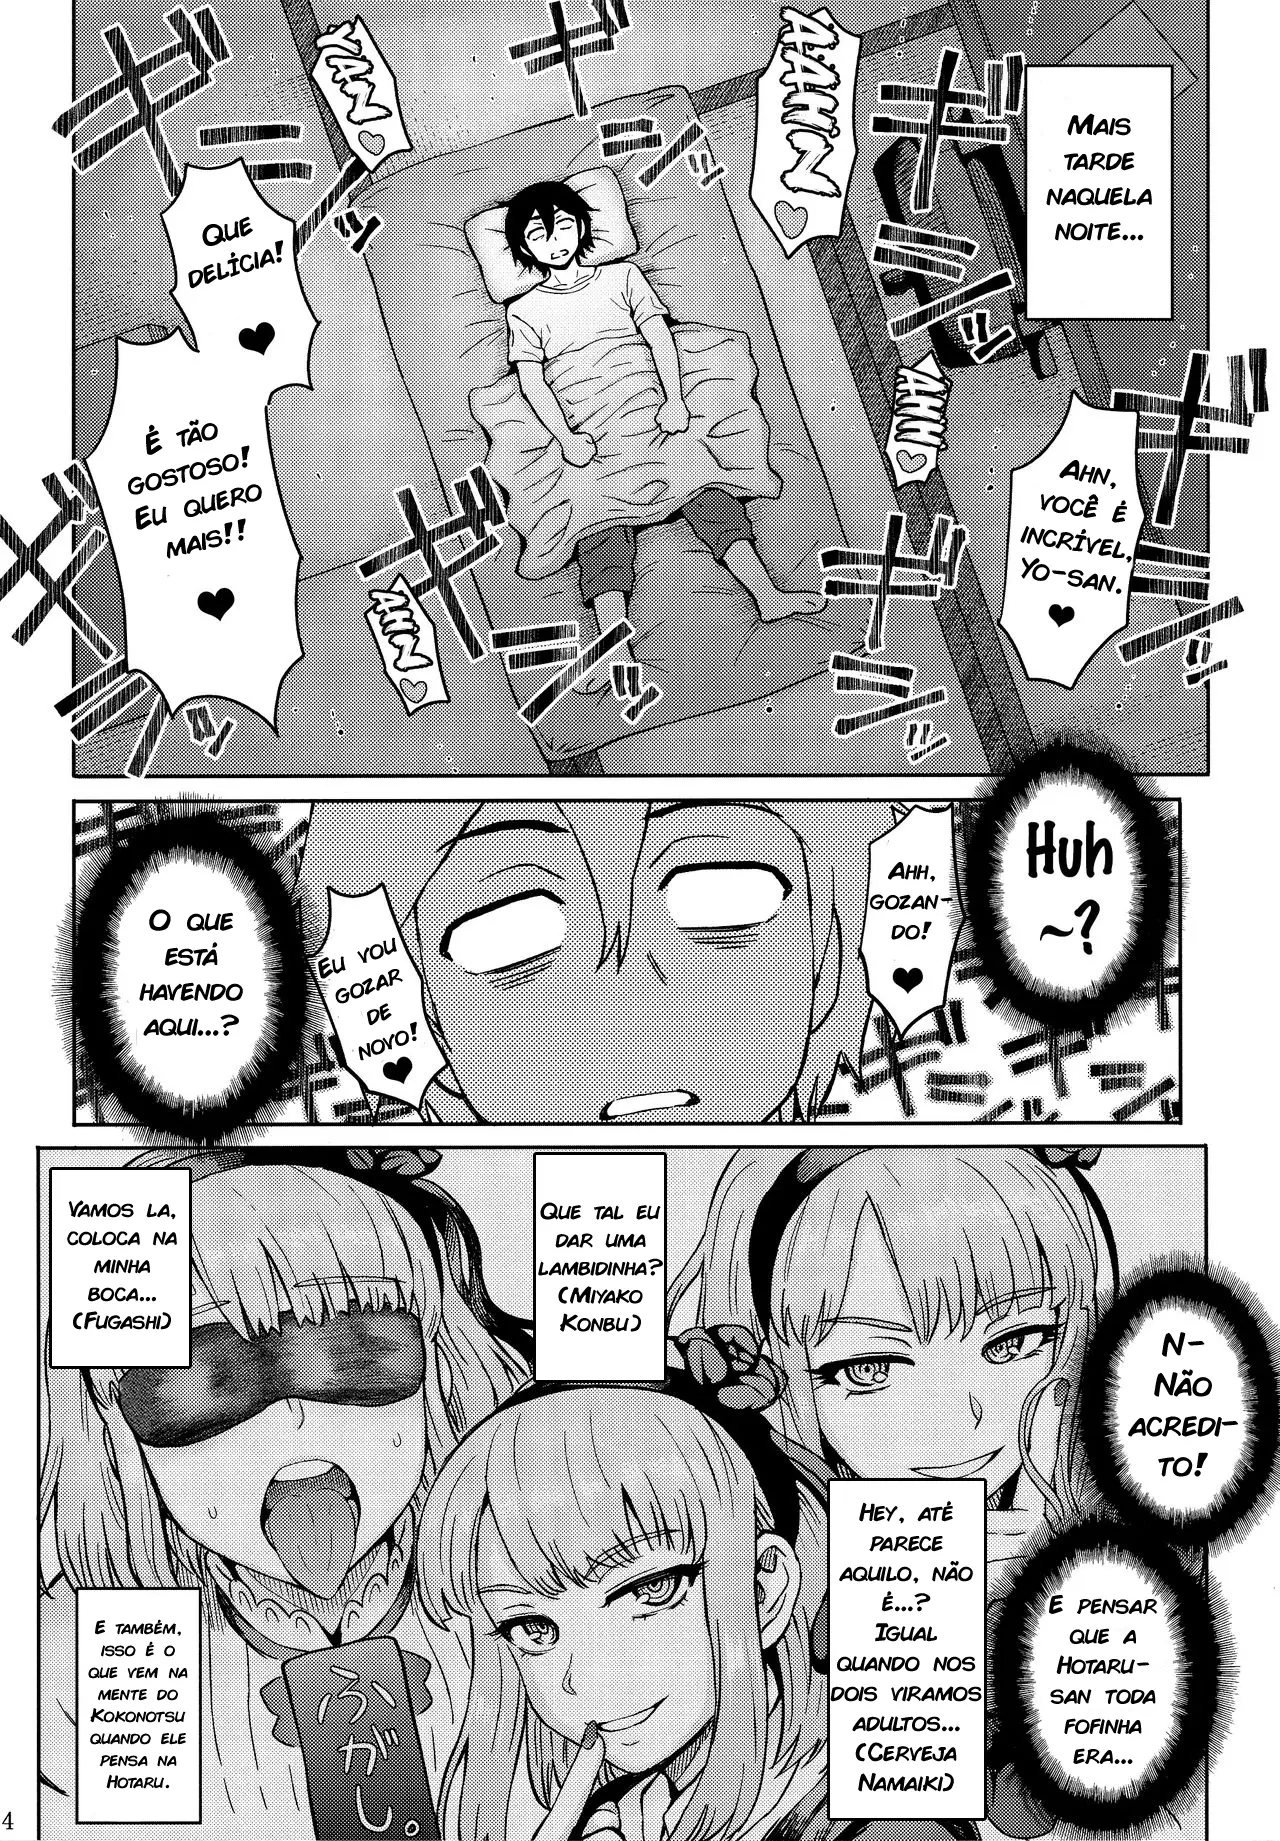 Mais
tarde
naquela
noite...
AAHN
YAN
Que
delícia!
É tão
gostoso!
Eu quero
mais!!
AHH
Ahn,
você é
incrível,
Yo-san.
AHN
Huh
~?
Ahh,
gozan-
do!
Eu vou
gozar
de
novo!
O que
está
havendo
aqui...?
Vamos la,
coloca na
minha
boca...
(Fugashi)
Que tal eu
dar uma
lambidinha?
(Miyako
Konbu)
N-
Não
acredi-
to!
Hey, até
parece
aquilo, não
é...?
Igual
quando nos
dois viramos
adultos...
(Cerveja
Namaiki)
E pensar
que a
Hotaru-
san toda
fofinha
era...
E também,
isso é o
que vem na
mente do
Kokonotsu
quando ele
pensa na
Hotaru.
ふがし。
4